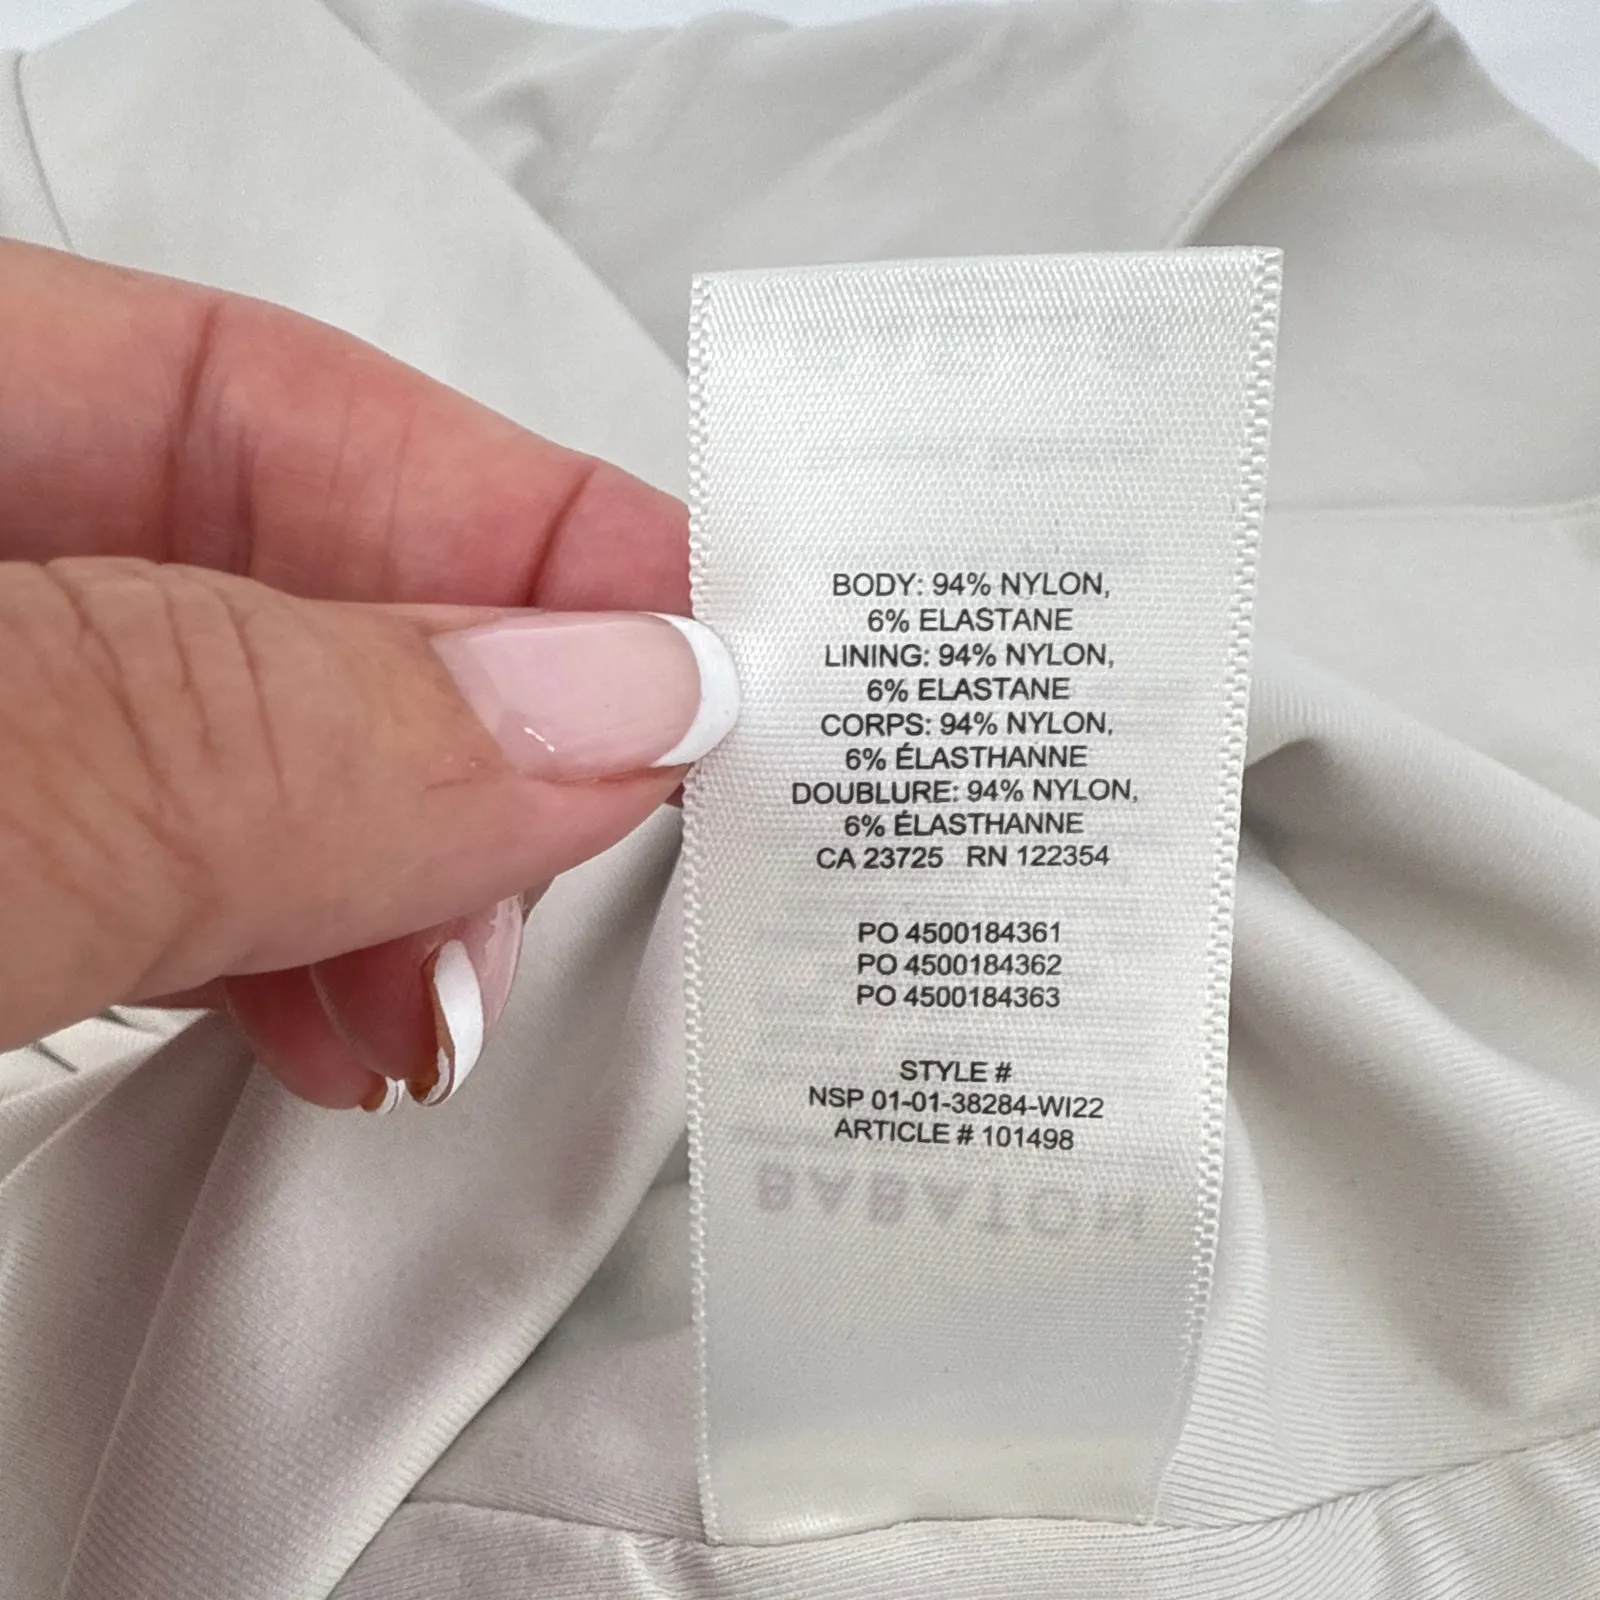 BODY: 94% NYLON,
6% ELASTANE
LINING: 94% NYLON,
6% ELASTANE
CORPS: 94% NYLON,
6% ÉLASTHANNE
DOUBLURE: 94% NYLON,
6% ÉLASTHANNE
CA 23725 RN 122354
PO 4500184361
PO 4500184362
PO 4500184363
STYLE #
NSP 01-01-38284-WI22
ARTICLE # 101498
BABATON